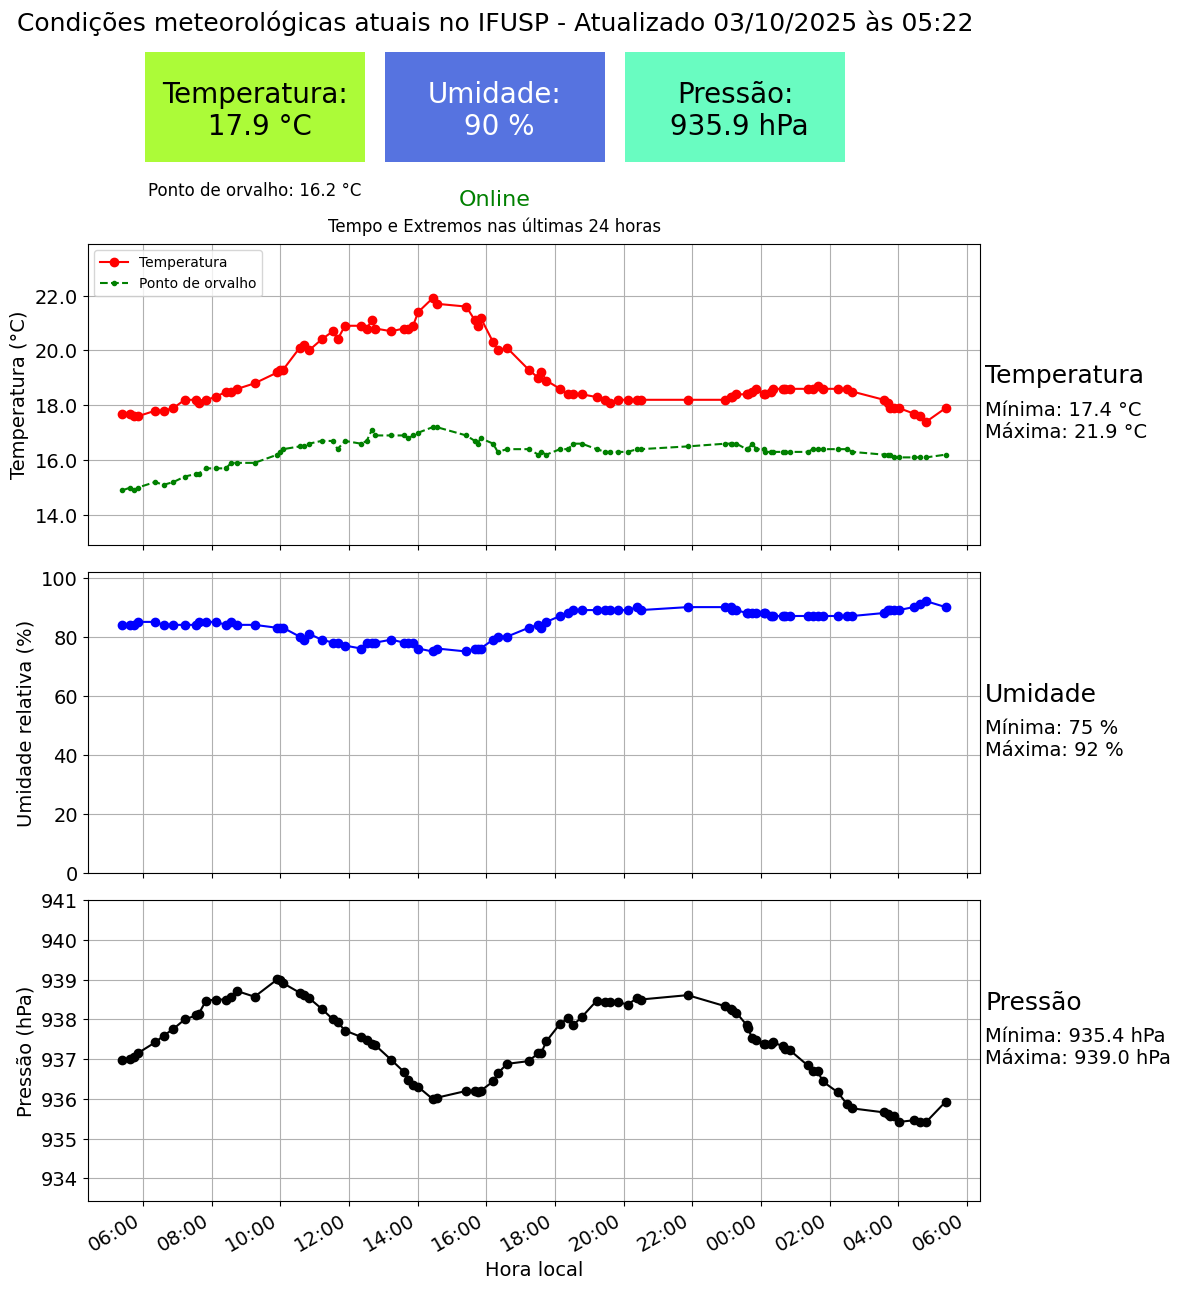 Condições meteorológicas atuais no IFUSP - Atualizado 03/10/2025 às 05:22
Temperatura:
17.9 °C
Umidade:
90 %
Pressão:
935.9 hPa
Ponto de orvalho: 16.2 °C
Online
Tempo e Extremos nas últimas 24 horas
Temperatura
Ponto de orvalho
Temperatura (°C)
22.0
20.0
18.0
16.0
14.0
Temperatura
Mínima: 17.4 °C
Máxima: 21.9 °C
Umidade relativa (%)
100
80
60
40
20
0
Umidade
Mínima: 75 %
Máxima: 92 %
Pressão (hPa)
941
940
939
938
937
936
935
934
Pressão
Mínima: 935.4 hPa
Máxima: 939.0 hPa
06:00 08:00 10:00 12:00 14:00 16:00 18:00 20:00 22:00 00:00 02:00 04:00 06:00
Hora local